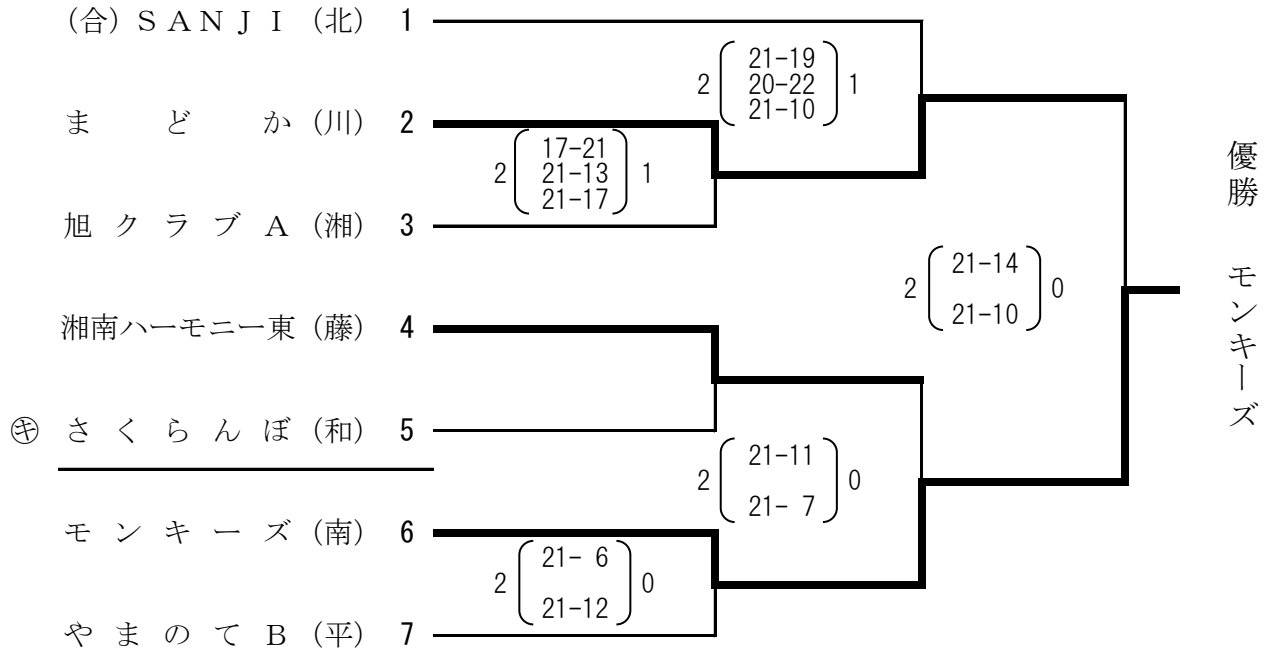 (合) ＳＡＮＪＩ (北) 1
2 21-19 20-22 21-10 1
まどか (川) 2
2 17-21 21-13 21-17 1
旭クラブＡ (湘) 3
2 21-14 21-10 0
湘南ハーモニー東 (藤) 4
㋖ さくらんぼ (和) 5
2 21-11 21- 7 0
モンキーズ (南) 6
2 21- 6 21-12 0
やまのてＢ (平) 7
優勝 モンキーズ